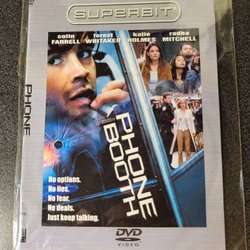 SUPERBIT
colin FARRELL
forest WHITAKER
katie HOLMES
radha MITCHELL
PHONE BOOTH
No options.
No lies.
No fear.
No deals.
Just keep talking.
DVD
VIDEO
PHONE